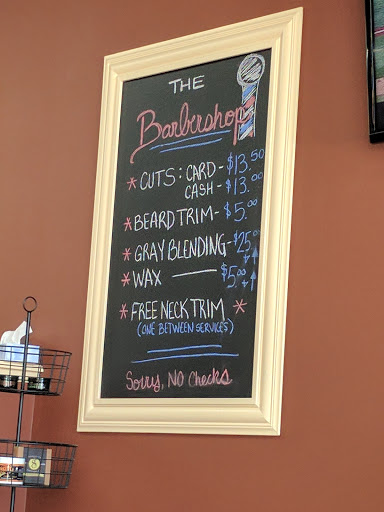 THE
Barbershop
* CUTS: CARD - $13.50
CASH - $13.00
* BEARD TRIM - $5.00
* GRAY BLENDING - $25.00 ↑↑
* WAX — $5.00 ↑↑
* FREE NECK TRIM *
(ONE BETWEEN SERVICES)
Sorry, NO Checks